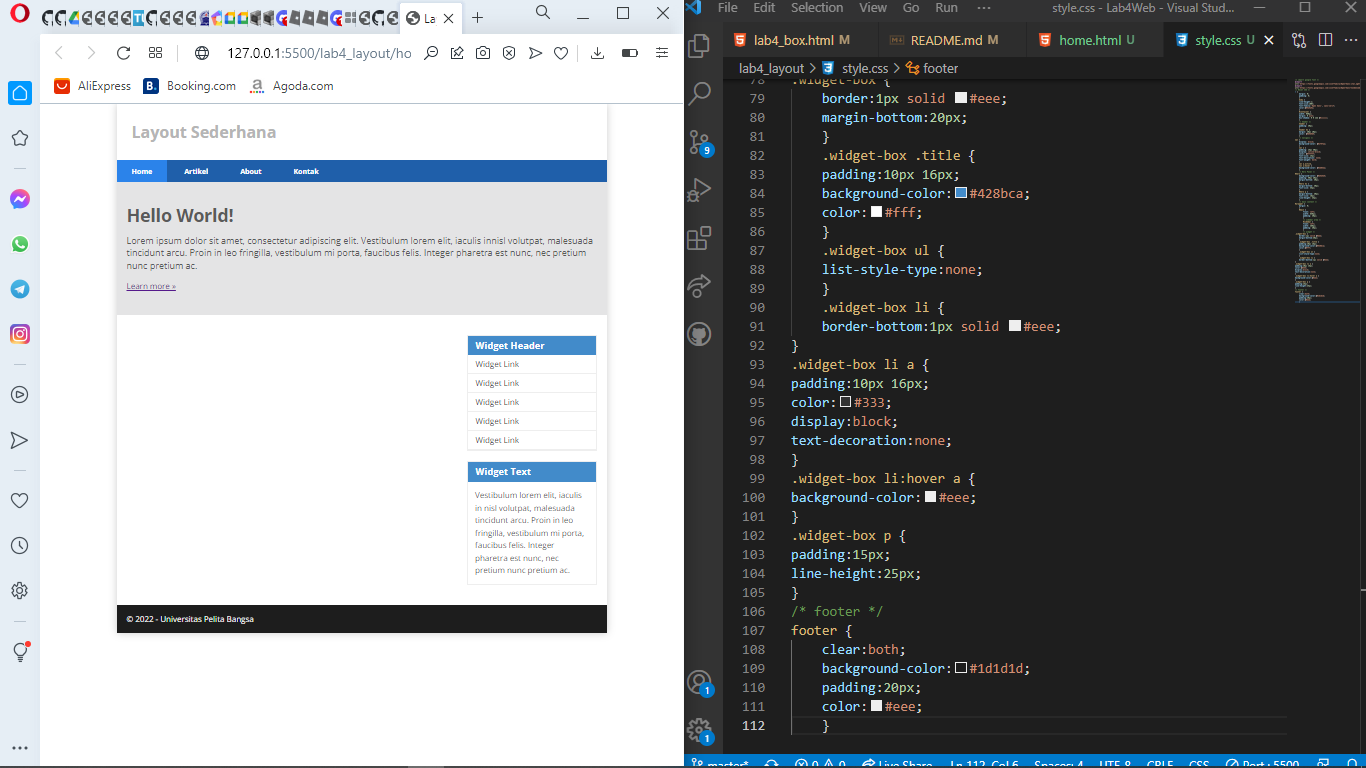 La
127.0.0.1:5500/lab4_layout/ho
AliExpress
Booking.com
Agoda.com
Layout Sederhana
Home
Artikel
About
Kontak
Hello World!
Lorem ipsum dolor sit amet, consectetur adipiscing elit. Vestibulum lorem elit, iaculis innisl volutpat, malesuada
tincidunt arcu. Proin in leo fringilla, vestibulum mi porta, faucibus felis. Integer pharetra est nunc, nec pretium
nunc pretium ac.
Learn more »
Widget Header
Widget Link
Widget Link
Widget Link
Widget Link
Widget Link
Widget Text
Vestibulum lorem elit, iaculis
in nisl volutpat, malesuada
tincidunt arcu. Proin in leo
fringilla, vestibulum mi porta,
faucibus felis. Integer
pharetra est nunc, nec
pretium nunc pretium ac.
© 2022 - Universitas Pelita Bangsa
File Edit Selection View Go Run ··· style.css - Lab4Web - Visual Stud...
lab4_box.html M
README.md M
home.html U
style.css U
lab4_layout > style.css > footer
78 .widget-box {
79 border:1px solid #eee;
80 margin-bottom:20px;
81 }
82 .widget-box .title {
83 padding:10px 16px;
84 background-color:#428bca;
85 color:#fff;
86 }
87 .widget-box ul {
88 list-style-type:none;
89 }
90 .widget-box li {
91 border-bottom:1px solid #eee;
92 }
93 .widget-box li a {
94 padding:10px 16px;
95 color:#333;
96 display:block;
97 text-decoration:none;
98 }
99 .widget-box li:hover a {
100 background-color:#eee;
101 }
102 .widget-box p {
103 padding:15px;
104 line-height:25px;
105 }
106 /* footer */
107 footer {
108 clear:both;
109 background-color:#1d1d1d;
110 padding:20px;
111 color:#eee;
112 }
9
1
1
master* 0 0 Live Share Ln 112, Col 6 Spaces: 4 UTF-8 CRLF CSS Port : 5500